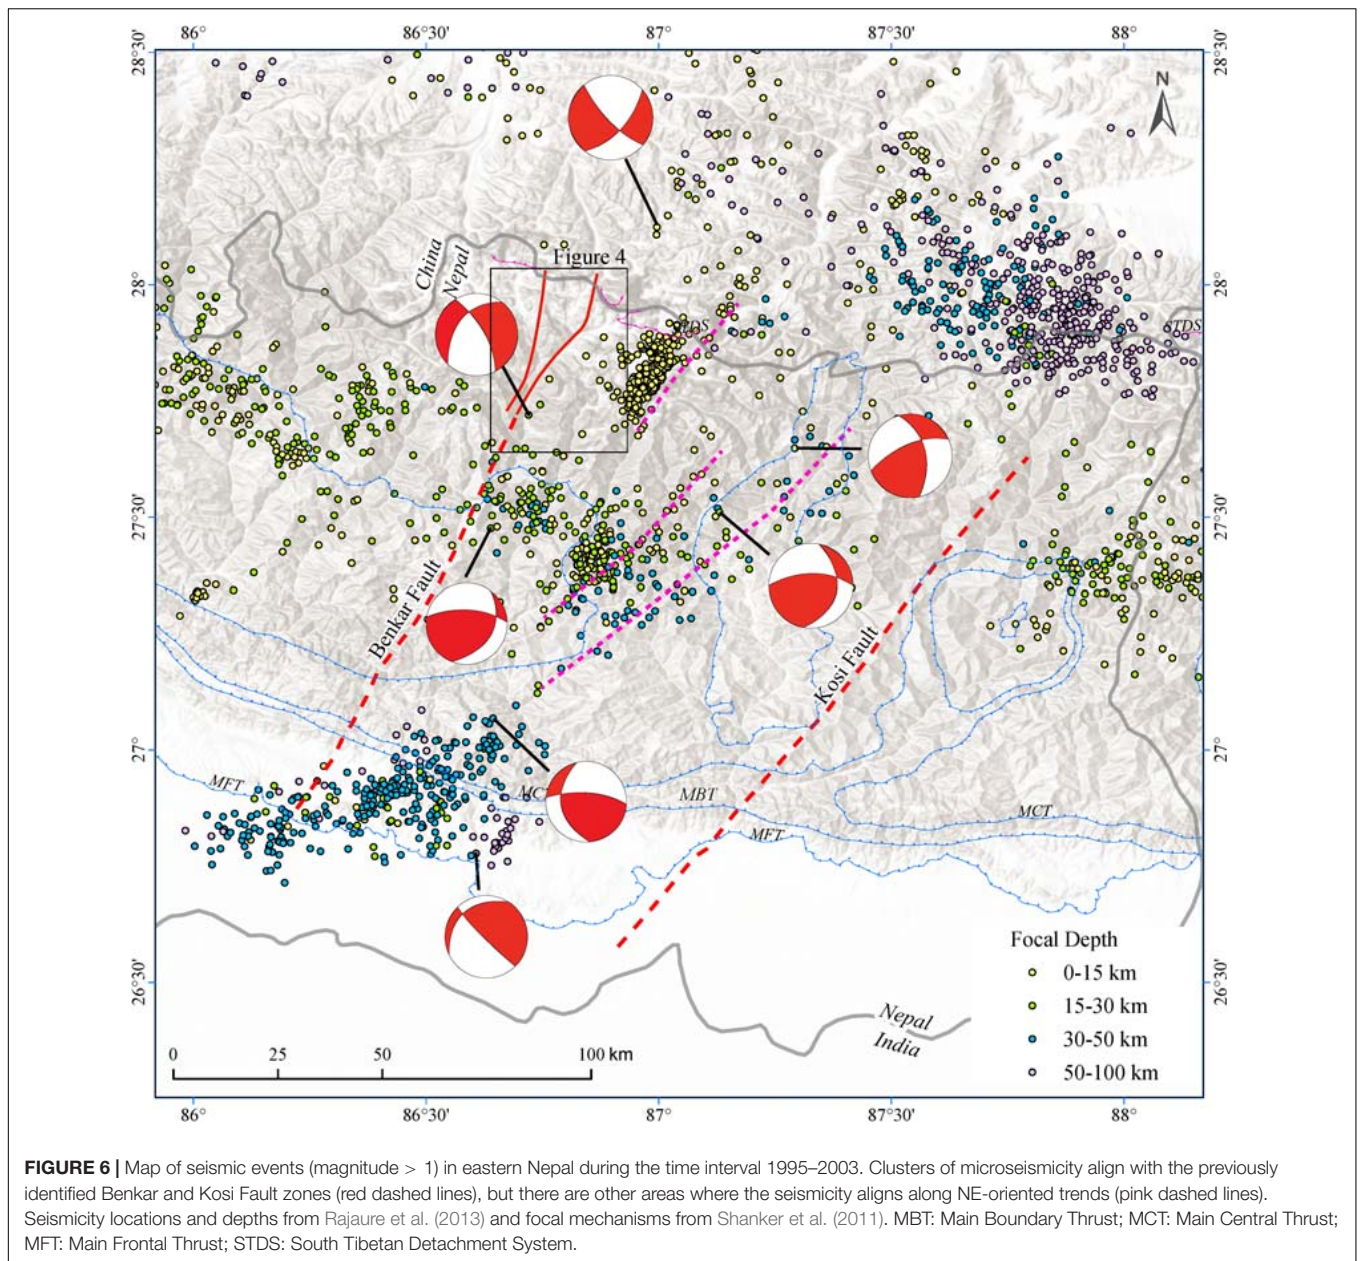 86°
86°30'
87°
87°30'
88°
28°30'
28°30'
N
China
Nepal
Figure 4
28°
28°
STDS
STDS
27°30'
27°30'
Benkar Fault
Kosi Fault
27°
27°
MFT
MCT
MBT
MCT
MFT
Focal Depth
0-15 km
15-30 km
30-50 km
50-100 km
26°30'
26°30'
Nepal
India
0 25 50 100 km
86°
86°30'
87°
87°30'
88°
FIGURE 6 | Map of seismic events (magnitude > 1) in eastern Nepal during the time interval 1995–2003. Clusters of microseismicity align with the previously
identified Benkar and Kosi Fault zones (red dashed lines), but there are other areas where the seismicity aligns along NE-oriented trends (pink dashed lines).
Seismicity locations and depths from Rajaure et al. (2013) and focal mechanisms from Shanker et al. (2011). MBT: Main Boundary Thrust; MCT: Main Central Thrust;
MFT: Main Frontal Thrust; STDS: South Tibetan Detachment System.